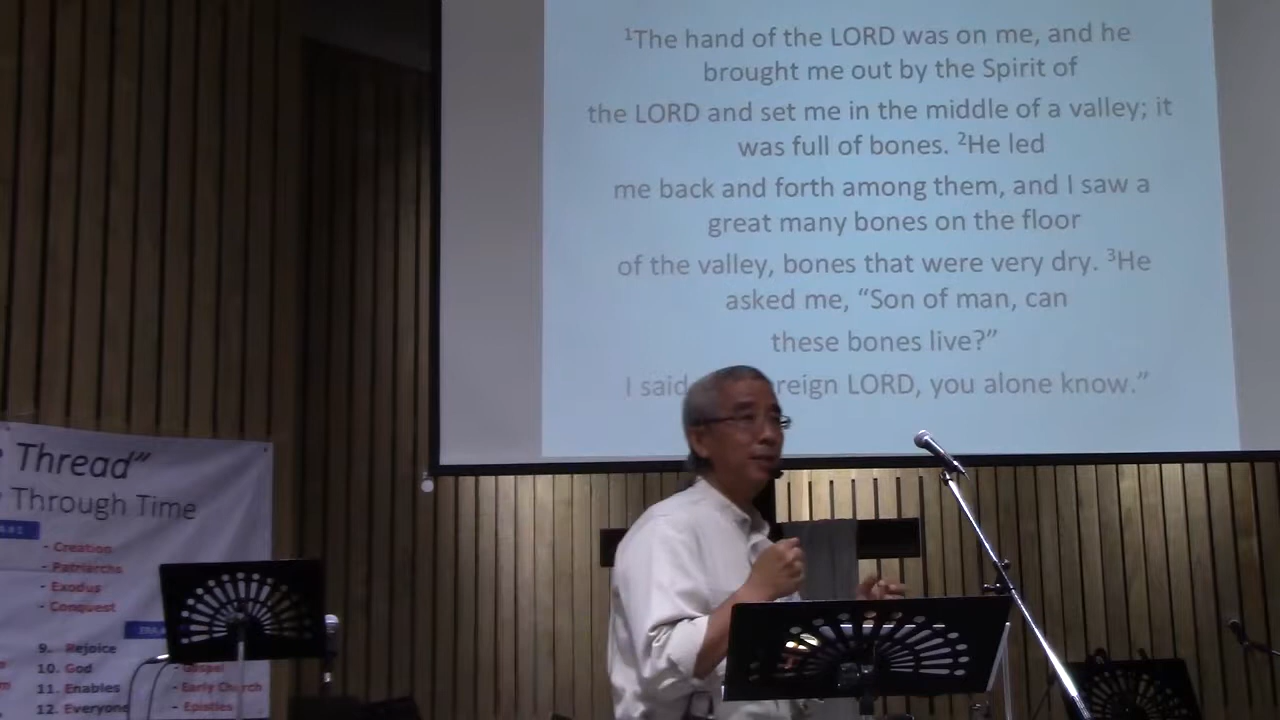 ¹The hand of the LORD was on me, and he
brought me out by the Spirit of
the LORD and set me in the middle of a valley; it
was full of bones. ²He led
me back and forth among them, and I saw a
great many bones on the floor
of the valley, bones that were very dry. ³He
asked me, “Son of man, can
these bones live?”
I said reign LORD, you alone know.”
Thread”
Through Time
- Creation
- Patriarchs
- Exodus
- Conquest
9. Rejoice
10. God
11. Enables
12. Everyone
- Gospel
- Early Church
- Epistles